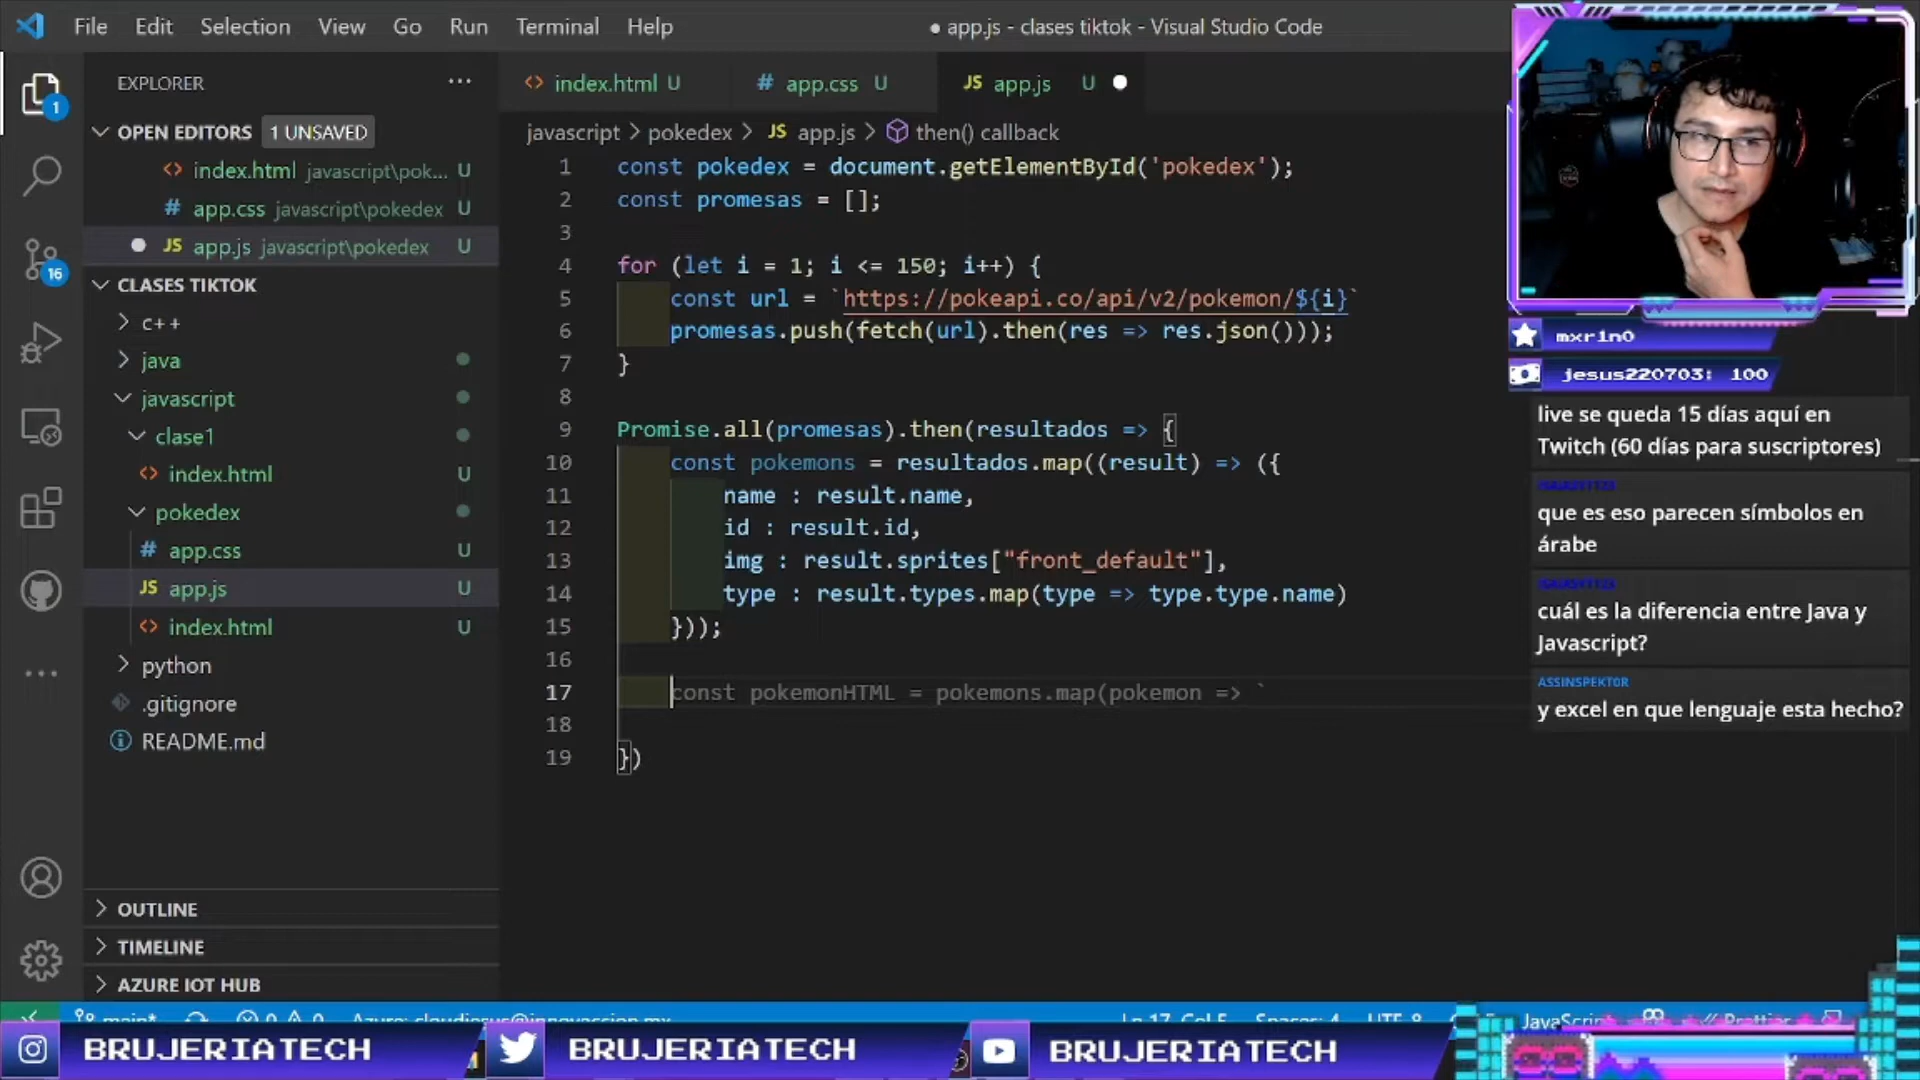 File Edit Selection View Go Run Terminal Help
● app.js - clases tiktok - Visual Studio Code
EXPLORER
OPEN EDITORS 1 UNSAVED
index.html javascript\pok... U
app.css javascript\pokedex U
JS app.js javascript\pokedex U
CLASES TIKTOK
c++
java
javascript
clase1
index.html U
pokedex
app.css U
JS app.js U
index.html U
python
.gitignore
README.md
OUTLINE
TIMELINE
AZURE IOT HUB
1
16
index.html U # app.css U JS app.js U
javascript > pokedex > JS app.js > then() callback
1 const pokedex = document.getElementById('pokedex');
2 const promesas = [];
3
4 for (let i = 1; i <= 150; i++) {
5 const url = `https://pokeapi.co/api/v2/pokemon/${i}`
6 promesas.push(fetch(url).then(res => res.json()));
7 }
8
9 Promise.all(promesas).then(resultados => {
10 const pokemons = resultados.map((result) => ({
11 name : result.name,
12 id : result.id,
13 img : result.sprites["front_default"],
14 type : result.types.map(type => type.type.name)
15 }));
16
17 const pokemonHTML = pokemons.map(pokemon => `
18
19 })
mxr1n0
jesus220703: 100
live se queda 15 días aquí en
Twitch (60 días para suscriptores)
que es eso parecen símbolos en
árabe
cuál es la diferencia entre Java y
Javascript?
ASSINSPEKTOR
y excel en que lenguaje esta hecho?
BRUJERIATECH BRUJERIATECH BRUJERIATECH